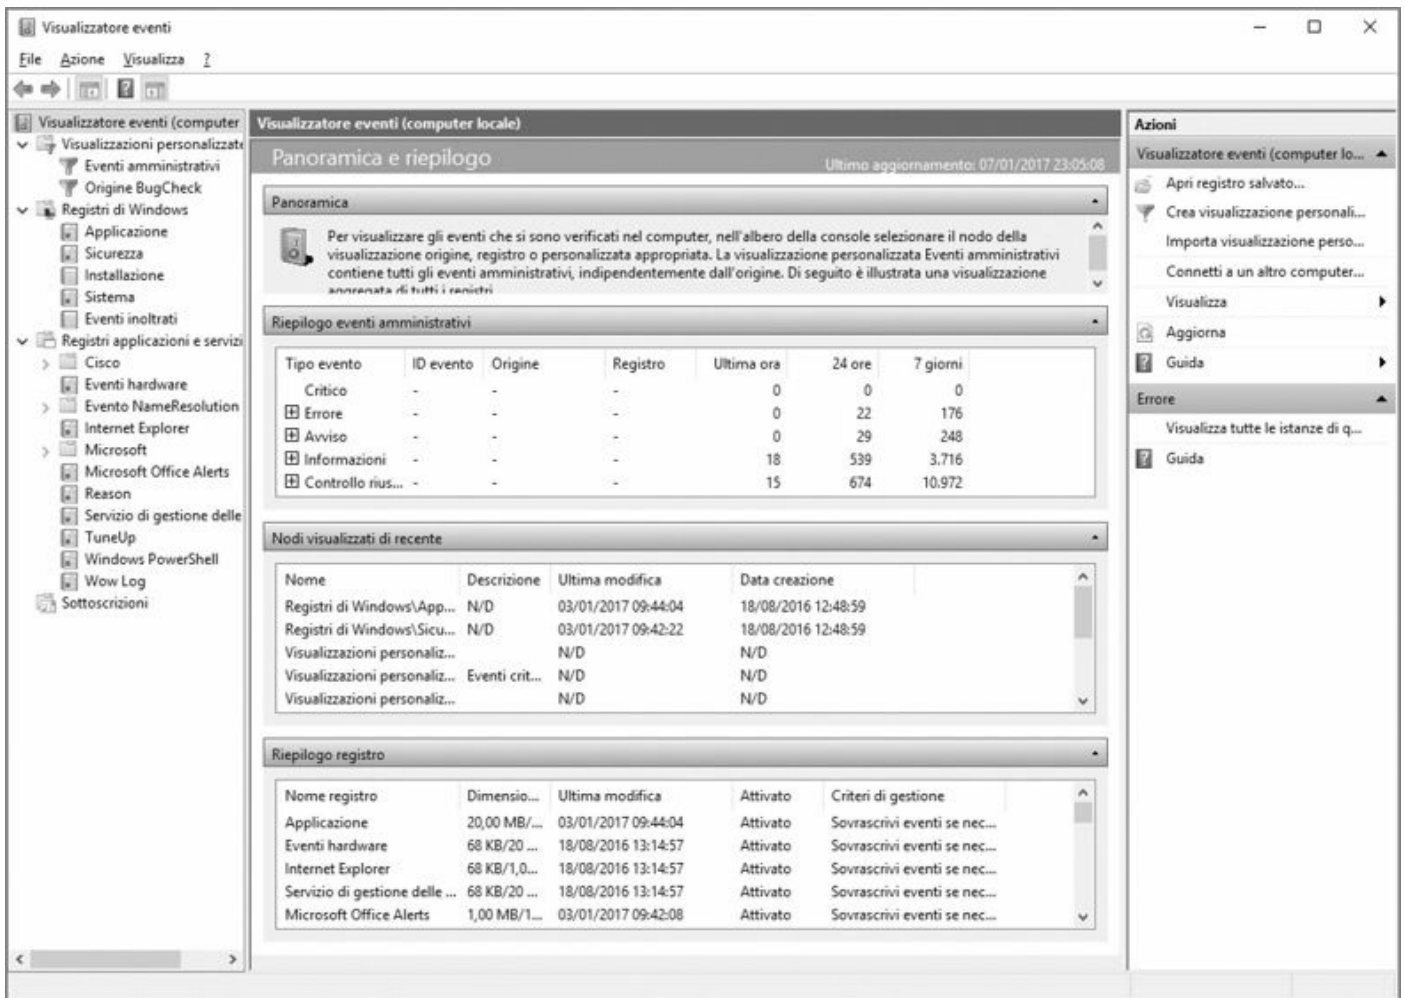 Visualizzatore eventi
File Azione Visualizza ?
Visualizzatore eventi (computer
Visualizzazioni personalizzate
Eventi amministrativi
Origine BugCheck
Registri di Windows
Applicazione
Sicurezza
Installazione
Sistema
Eventi inoltrati
Registri applicazioni e servizi
Cisco
Eventi hardware
Evento NameResolution
Internet Explorer
Microsoft
Microsoft Office Alerts
Reason
Servizio di gestione delle
TuneUp
Windows PowerShell
Wow Log
Sottoscrizioni
Visualizzatore eventi (computer locale)
Panoramica e riepilogo Ultimo aggiornamento: 07/01/2017 23:05:08
Panoramica
Per visualizzare gli eventi che si sono verificati nel computer, nell'albero della console selezionare il nodo della
visualizzazione origine, registro o personalizzata appropriata. La visualizzazione personalizzata Eventi amministrativi
contiene tutti gli eventi amministrativi, indipendentemente dall'origine. Di seguito è illustrata una visualizzazione
aggregata di tutti i registri.
Riepilogo eventi amministrativi
Tipo evento ID evento Origine Registro Ultima ora 24 ore 7 giorni
Critico - - - 0 0 0
Errore - - - 0 22 176
Avviso - - - 0 29 248
Informazioni - - - 18 539 3.716
Controllo rius... - - - 15 674 10.972
Nodi visualizzati di recente
Nome Descrizione Ultima modifica Data creazione
Registri di Windows\App... N/D 03/01/2017 09:44:04 18/08/2016 12:48:59
Registri di Windows\Sicu... N/D 03/01/2017 09:42:22 18/08/2016 12:48:59
Visualizzazioni personaliz... N/D N/D
Visualizzazioni personaliz... Eventi crit... N/D N/D
Visualizzazioni personaliz... N/D N/D
Riepilogo registro
Nome registro Dimensio... Ultima modifica Attivato Criteri di gestione
Applicazione 20,00 MB/... 03/01/2017 09:44:04 Attivato Sovrascrivi eventi se nec...
Eventi hardware 68 KB/20 ... 18/08/2016 13:14:57 Attivato Sovrascrivi eventi se nec...
Internet Explorer 68 KB/1,0... 18/08/2016 13:14:57 Attivato Sovrascrivi eventi se nec...
Servizio di gestione delle ... 68 KB/20 ... 18/08/2016 13:14:57 Attivato Sovrascrivi eventi se nec...
Microsoft Office Alerts 1,00 MB/1... 03/01/2017 09:42:08 Attivato Sovrascrivi eventi se nec...
Azioni
Visualizzatore eventi (computer lo...
Apri registro salvato...
Crea visualizzazione personali...
Importa visualizzazione perso...
Connetti a un altro computer...
Visualizza
Aggiorna
Guida
Errore
Visualizza tutte le istanze di q...
Guida